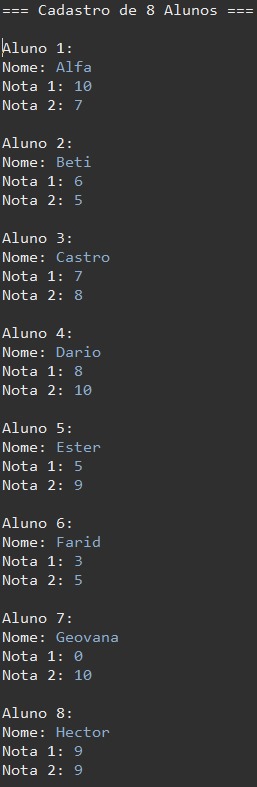 === Cadastro de 8 Alunos ===
Aluno 1:
Nome: Alfa
Nota 1: 10
Nota 2: 7
Aluno 2:
Nome: Beti
Nota 1: 6
Nota 2: 5
Aluno 3:
Nome: Castro
Nota 1: 7
Nota 2: 8
Aluno 4:
Nome: Dario
Nota 1: 8
Nota 2: 10
Aluno 5:
Nome: Ester
Nota 1: 5
Nota 2: 9
Aluno 6:
Nome: Farid
Nota 1: 3
Nota 2: 5
Aluno 7:
Nome: Geovana
Nota 1: 0
Nota 2: 10
Aluno 8:
Nome: Hector
Nota 1: 9
Nota 2: 9